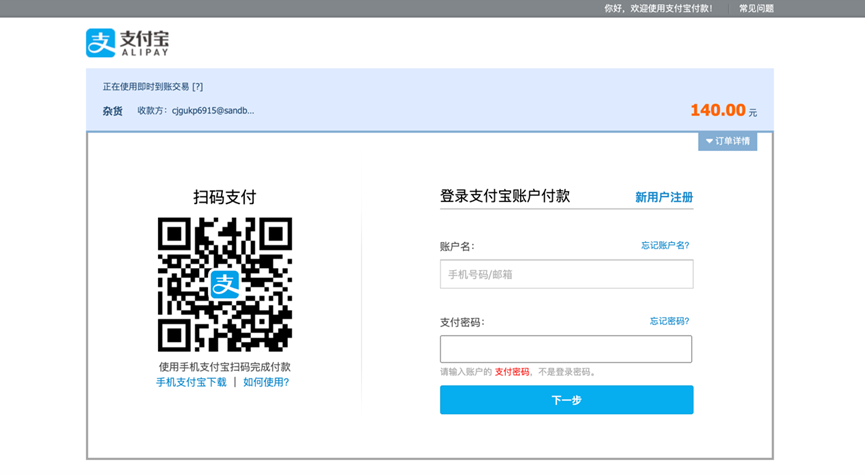 你好，欢迎使用支付宝付款！ 常见问题
支 支付宝
ALIPAY
正在使用即时到账交易 [?]
杂货 收款方：cjgukp6915@sandb... 140.00 元
订单详情
扫码支付
支
使用手机支付宝扫码完成付款
手机支付宝下载 | 如何使用?
登录支付宝账户付款 新用户注册
账户名： 忘记账户名?
手机号码/邮箱
支付密码： 忘记密码?
请输入账户的 支付密码，不是登录密码。
下一步